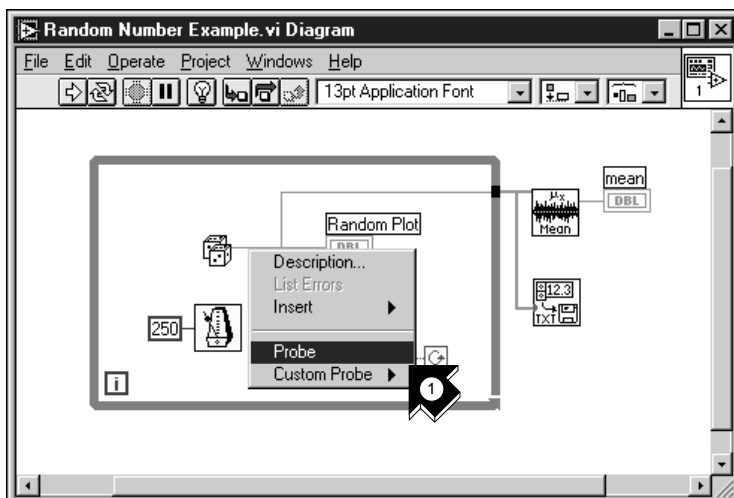 Random Number Example.vi Diagram
File Edit Operate Project Windows Help
13pt Application Font
1
mean
DBL
μx
Mean
Random Plot
DBL
Description...
List Errors
Insert
12.3
TXT
250
Probe
Custom Probe
1
i